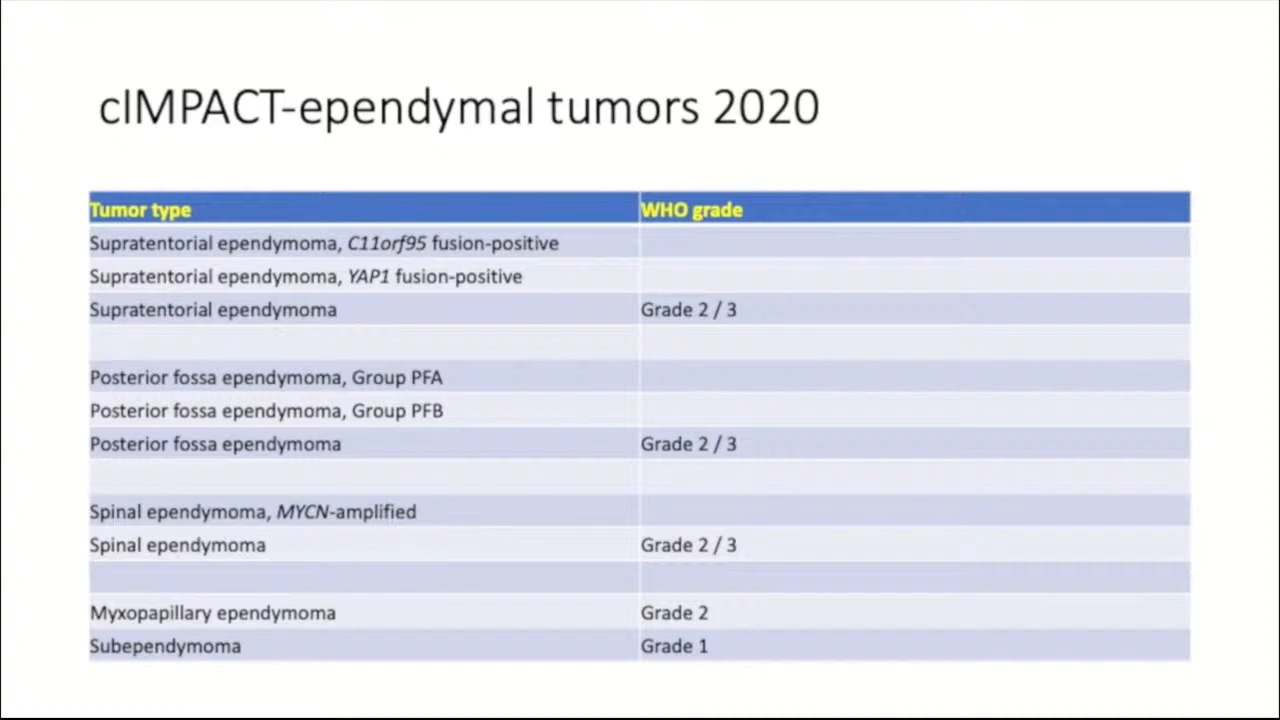 cIMPACT-ependymal tumors 2020
Tumor type WHO grade
Supratentorial ependymoma, C11orf95 fusion-positive
Supratentorial ependymoma, YAP1 fusion-positive
Supratentorial ependymoma Grade 2 / 3
Posterior fossa ependymoma, Group PFA
Posterior fossa ependymoma, Group PFB
Posterior fossa ependymoma Grade 2 / 3
Spinal ependymoma, MYCN-amplified
Spinal ependymoma Grade 2 / 3
Myxopapillary ependymoma Grade 2
Subependymoma Grade 1